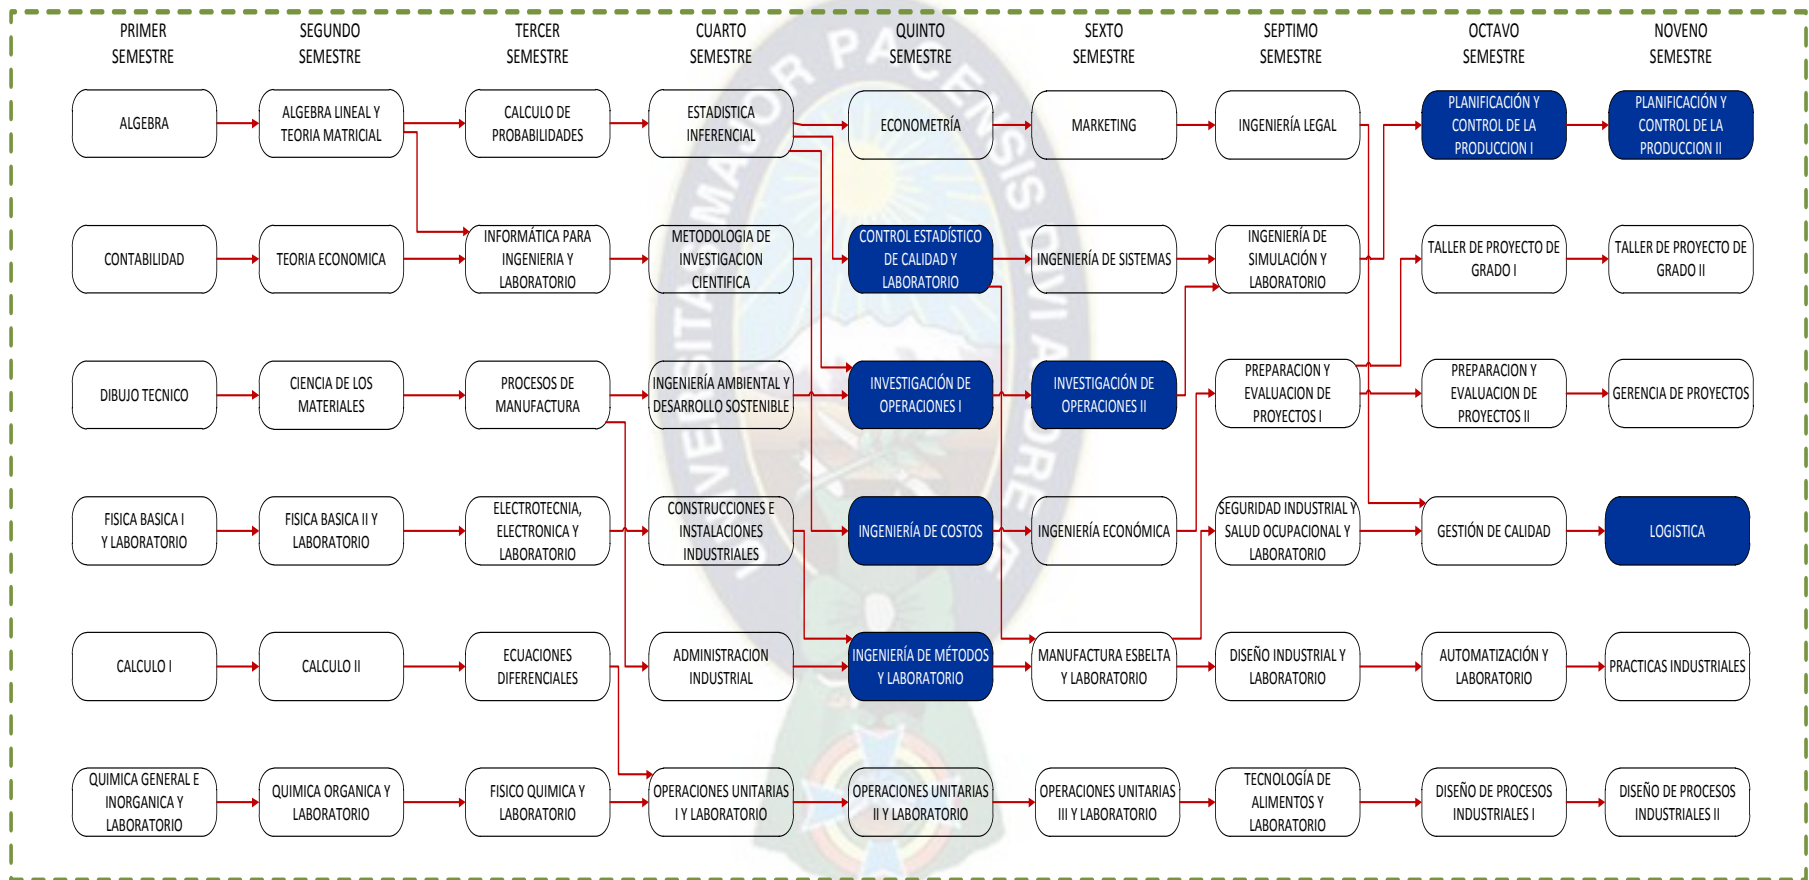 PRIMER
SEMESTRE
SEGUNDO
SEMESTRE
TERCER
SEMESTRE
CUARTO
SEMESTRE
QUINTO
SEMESTRE
SEXTO
SEMESTRE
SEPTIMO
SEMESTRE
OCTAVO
SEMESTRE
NOVENO
SEMESTRE
ALGEBRA
ALGEBRA LINEAL Y
TEORIA MATRICIAL
CALCULO DE
PROBABILIDADES
ESTADISTICA
INFERENCIAL
ECONOMETRÍA
MARKETING
INGENIERÍA LEGAL
PLANIFICACIÓN Y
CONTROL DE LA
PRODUCCION I
PLANIFICACIÓN Y
CONTROL DE LA
PRODUCCION II
CONTABILIDAD
TEORIA ECONOMICA
INFORMÁTICA PARA
INGENIERIA Y
LABORATORIO
METODOLOGIA DE
INVESTIGACION
CIENTIFICA
CONTROL ESTADÍSTICO
DE CALIDAD Y
LABORATORIO
INGENIERÍA DE SISTEMAS
INGENIERÍA DE
SIMULACIÓN Y
LABORATORIO
TALLER DE PROYECTO DE
GRADO I
TALLER DE PROYECTO DE
GRADO II
DIBUJO TECNICO
CIENCIA DE LOS
MATERIALES
PROCESOS DE
MANUFACTURA
INGENIERÍA AMBIENTAL Y
DESARROLLO SOSTENIBLE
INVESTIGACIÓN DE
OPERACIONES I
INVESTIGACIÓN DE
OPERACIONES II
PREPARACION Y
EVALUACION DE
PROYECTOS I
PREPARACION Y
EVALUACION DE
PROYECTOS II
GERENCIA DE PROYECTOS
FISICA BASICA I
Y LABORATORIO
FISICA BASICA II Y
LABORATORIO
ELECTROTECNIA,
ELECTRONICA Y
LABORATORIO
CONSTRUCCIONES E
INSTALACIONES
INDUSTRIALES
INGENIERÍA DE COSTOS
INGENIERÍA ECONÓMICA
SEGURIDAD INDUSTRIAL Y
SALUD OCUPACIONAL Y
LABORATORIO
GESTIÓN DE CALIDAD
LOGISTICA
CALCULO I
CALCULO II
ECUACIONES
DIFERENCIALES
ADMINISTRACION
INDUSTRIAL
INGENIERÍA DE MÉTODOS
Y LABORATORIO
MANUFACTURA ESBELTA
Y LABORATORIO
DISEÑO INDUSTRIAL Y
LABORATORIO
AUTOMATIZACIÓN Y
LABORATORIO
PRACTICAS INDUSTRIALES
QUIMICA GENERAL E
INORGANICA Y
LABORATORIO
QUIMICA ORGANICA Y
LABORATORIO
FISICO QUIMICA Y
LABORATORIO
OPERACIONES UNITARIAS
I Y LABORATORIO
OPERACIONES UNITARIAS
II Y LABORATORIO
OPERACIONES UNITARIAS
III Y LABORATORIO
TECNOLOGÍA DE
ALIMENTOS Y
LABORATORIO
DISEÑO DE PROCESOS
INDUSTRIALES I
DISEÑO DE PROCESOS
INDUSTRIALES II